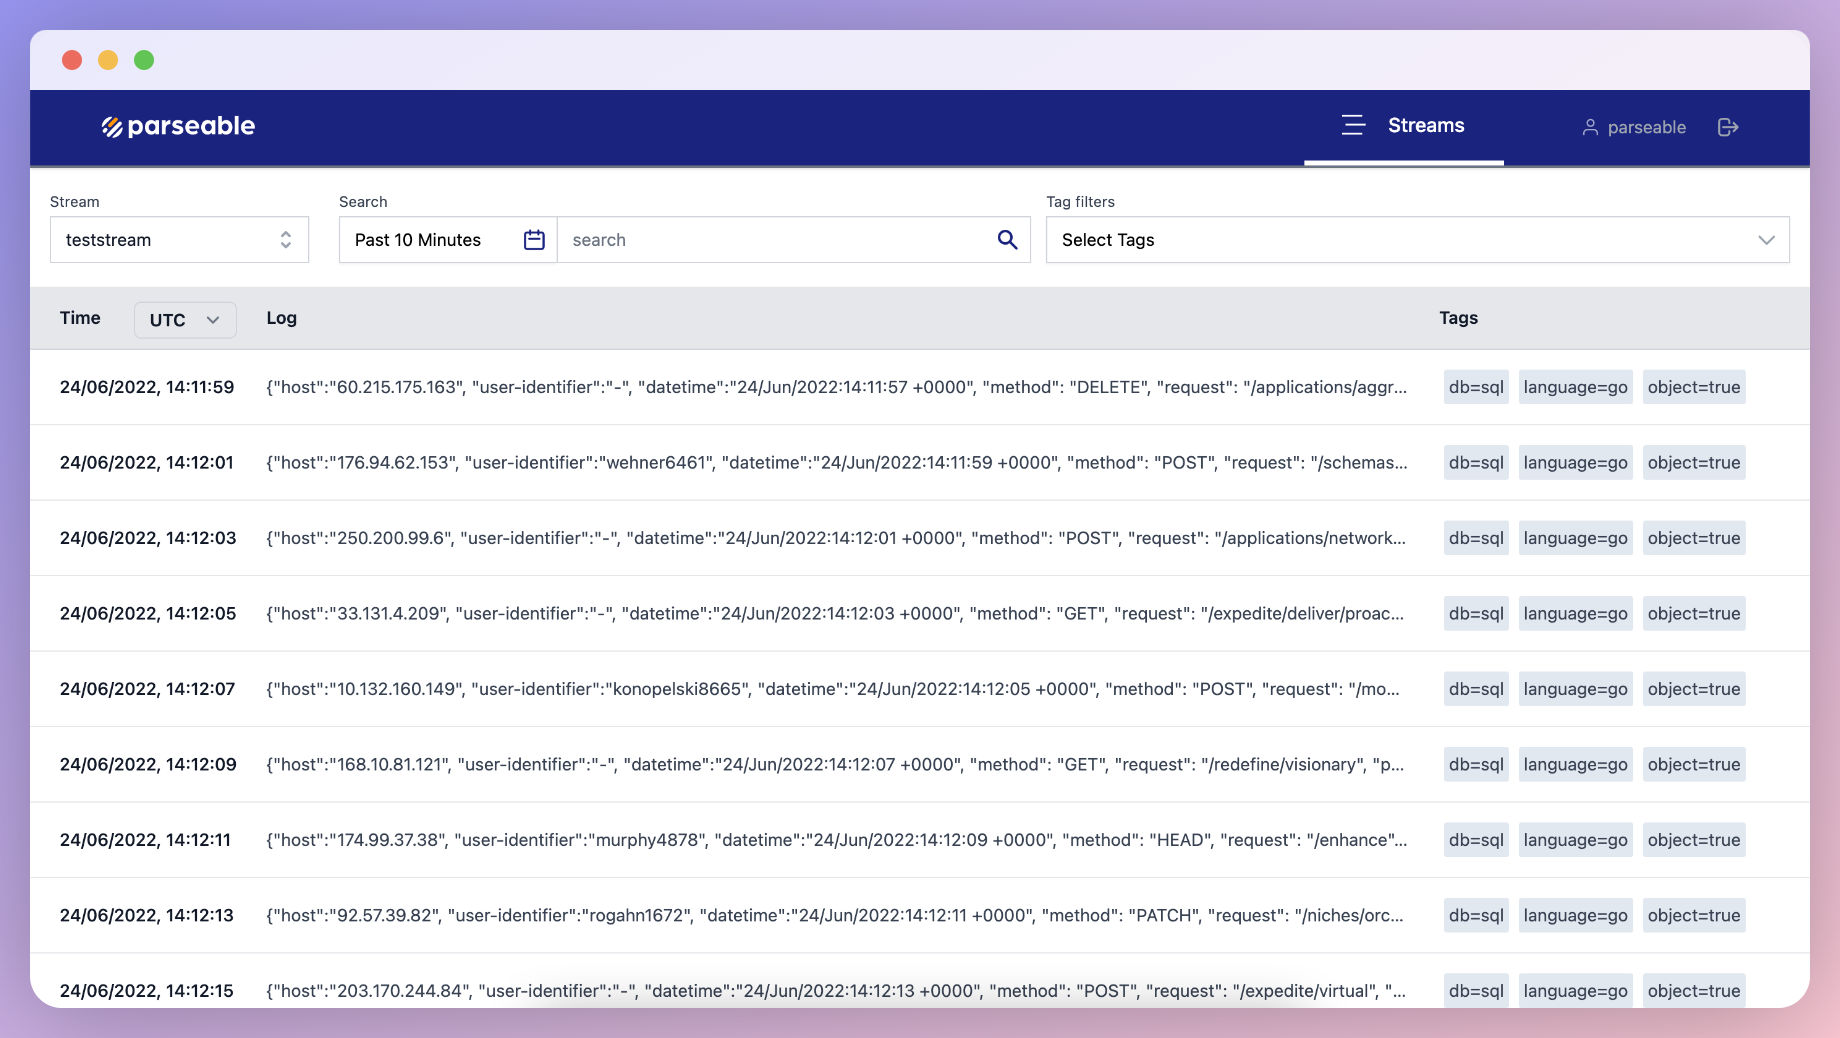 parseable
Streams
parseable
Stream
Search
Tag filters
teststream
Past 10 Minutes
search
Select Tags
Time UTC Log Tags
24/06/2022, 14:11:59 {"host":"60.215.175.163", "user-identifier":"-", "datetime":"24/Jun/2022:14:11:57 +0000", "method": "DELETE", "request": "/applications/aggr... db=sql language=go object=true
24/06/2022, 14:12:01 {"host":"176.94.62.153", "user-identifier":"wehner6461", "datetime":"24/Jun/2022:14:11:59 +0000", "method": "POST", "request": "/schemas... db=sql language=go object=true
24/06/2022, 14:12:03 {"host":"250.200.99.6", "user-identifier":"-", "datetime":"24/Jun/2022:14:12:01 +0000", "method": "POST", "request": "/applications/network... db=sql language=go object=true
24/06/2022, 14:12:05 {"host":"33.131.4.209", "user-identifier":"-", "datetime":"24/Jun/2022:14:12:03 +0000", "method": "GET", "request": "/expedite/deliver/proac... db=sql language=go object=true
24/06/2022, 14:12:07 {"host":"10.132.160.149", "user-identifier":"konopelski8665", "datetime":"24/Jun/2022:14:12:05 +0000", "method": "POST", "request": "/mo... db=sql language=go object=true
24/06/2022, 14:12:09 {"host":"168.10.81.121", "user-identifier":"-", "datetime":"24/Jun/2022:14:12:07 +0000", "method": "GET", "request": "/redefine/visionary", "p... db=sql language=go object=true
24/06/2022, 14:12:11 {"host":"174.99.37.38", "user-identifier":"murphy4878", "datetime":"24/Jun/2022:14:12:09 +0000", "method": "HEAD", "request": "/enhance"... db=sql language=go object=true
24/06/2022, 14:12:13 {"host":"92.57.39.82", "user-identifier":"rogahn1672", "datetime":"24/Jun/2022:14:12:11 +0000", "method": "PATCH", "request": "/niches/orc... db=sql language=go object=true
24/06/2022, 14:12:15 {"host":"203.170.244.84", "user-identifier":"-", "datetime":"24/Jun/2022:14:12:13 +0000", "method": "POST", "request": "/expedite/virtual", "... db=sql language=go object=true